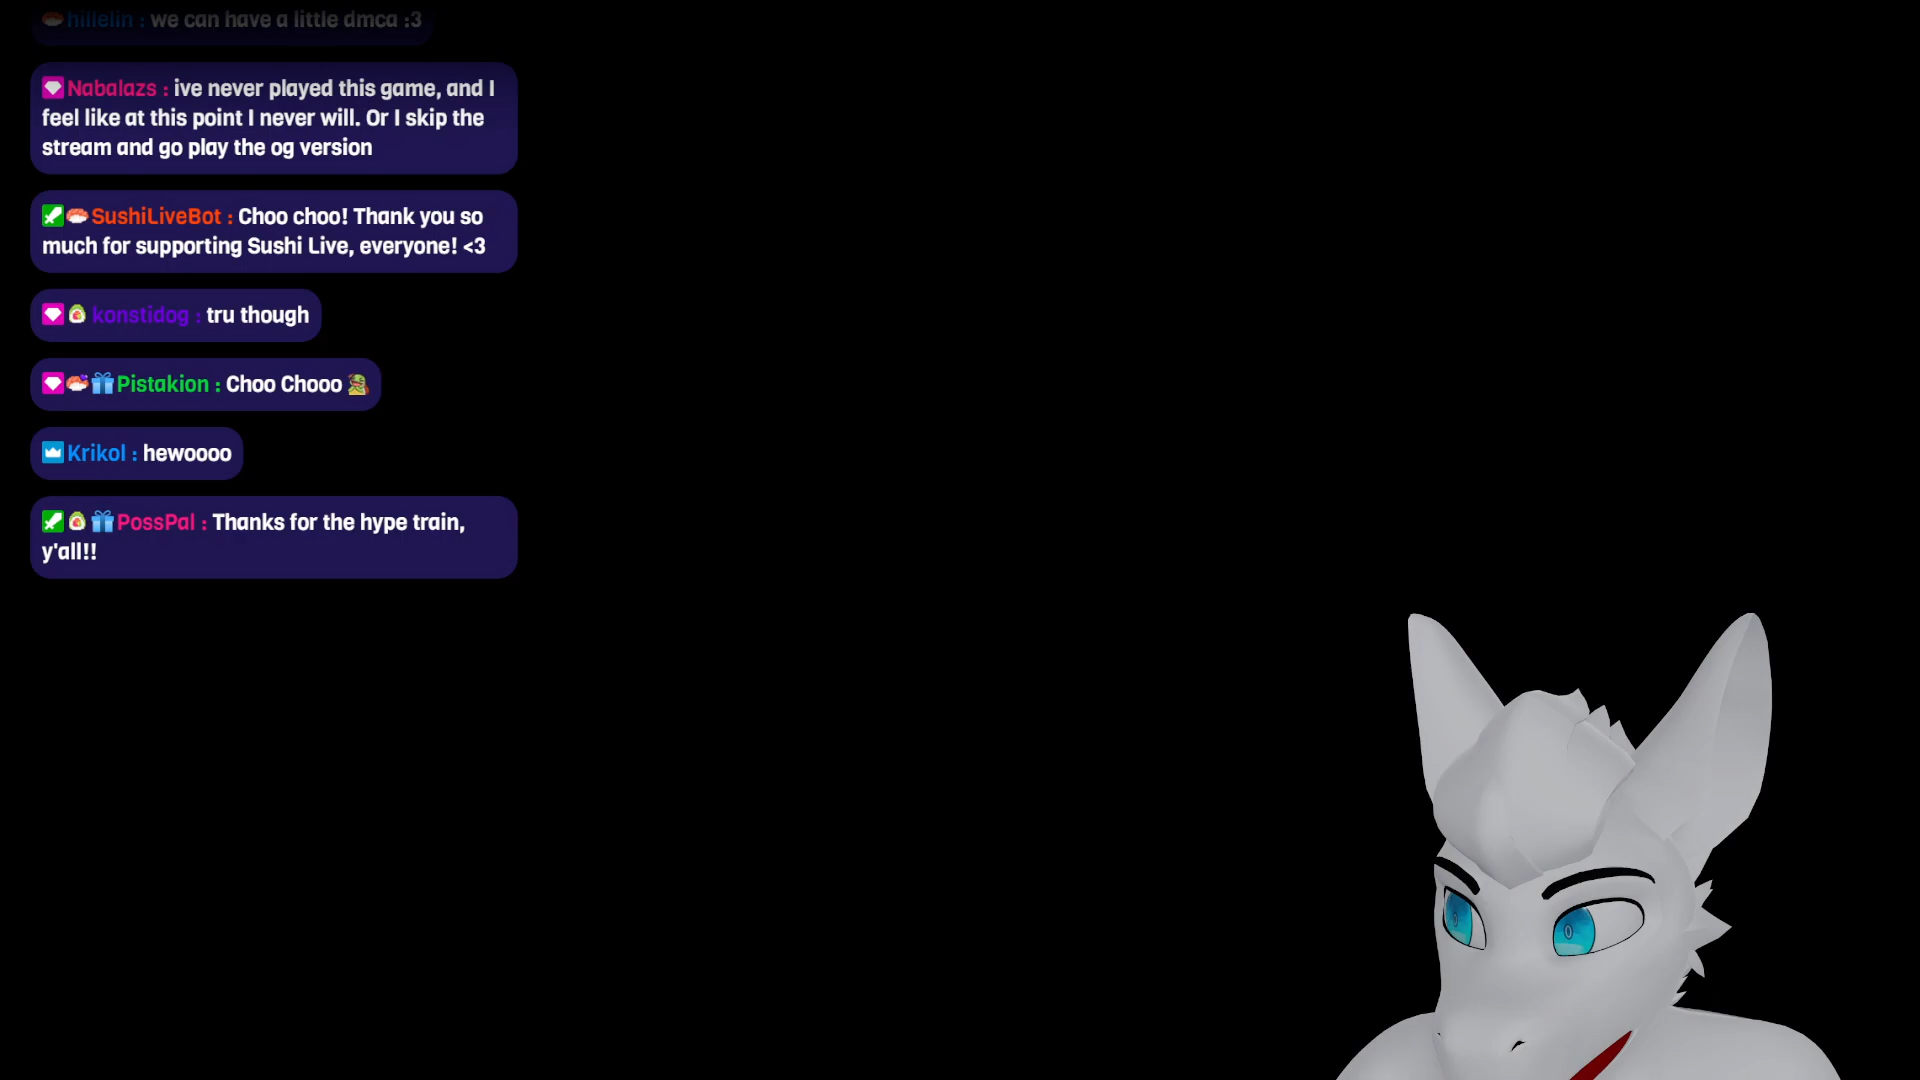 hillelin : we can have a little dmca :3
Nabalazs : ive never played this game, and I
feel like at this point I never will. Or I skip the
stream and go play the og version
SushiLiveBot : Choo choo! Thank you so
much for supporting Sushi Live, everyone! <3
konstidog : tru though
Pistakion : Choo Chooo
Krikol : hewoooo
PossPal : Thanks for the hype train,
y'all!!